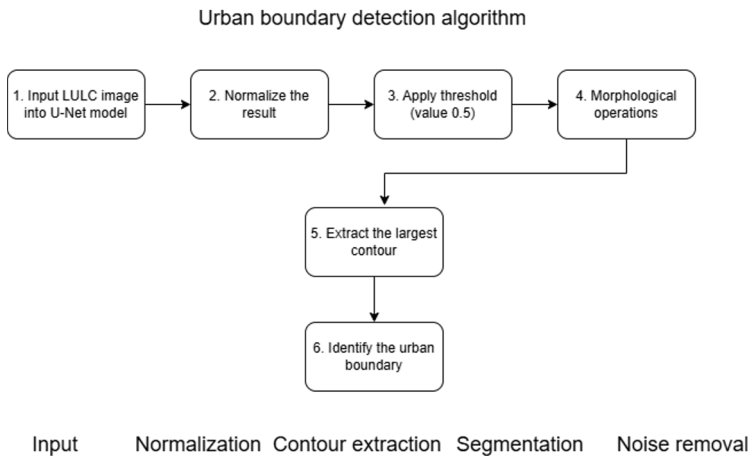 Urban boundary detection algorithm
1. Input LULC image
into U-Net model
2. Normalize the
result
3. Apply threshold
(value 0.5)
4. Morphological
operations
5. Extract the largest
contour
6. Identify the urban
boundary
Input
Normalization
Contour extraction
Segmentation
Noise removal